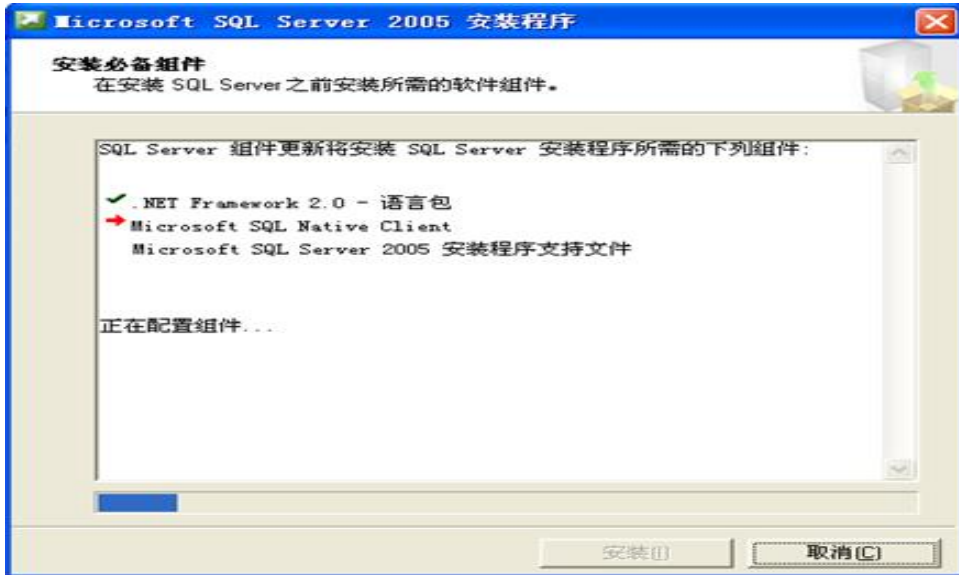 Microsoft SQL Server 2005 安装程序
安装必备组件
在安装 SQL Server 之前安装所需的软件组件。
SQL Server 组件更新将安装 SQL Server 安装程序所需的下列组件:
.NET Framework 2.0 - 语言包
Microsoft SQL Native Client
Microsoft SQL Server 2005 安装程序支持文件
正在配置组件...
安装(I)
取消(C)